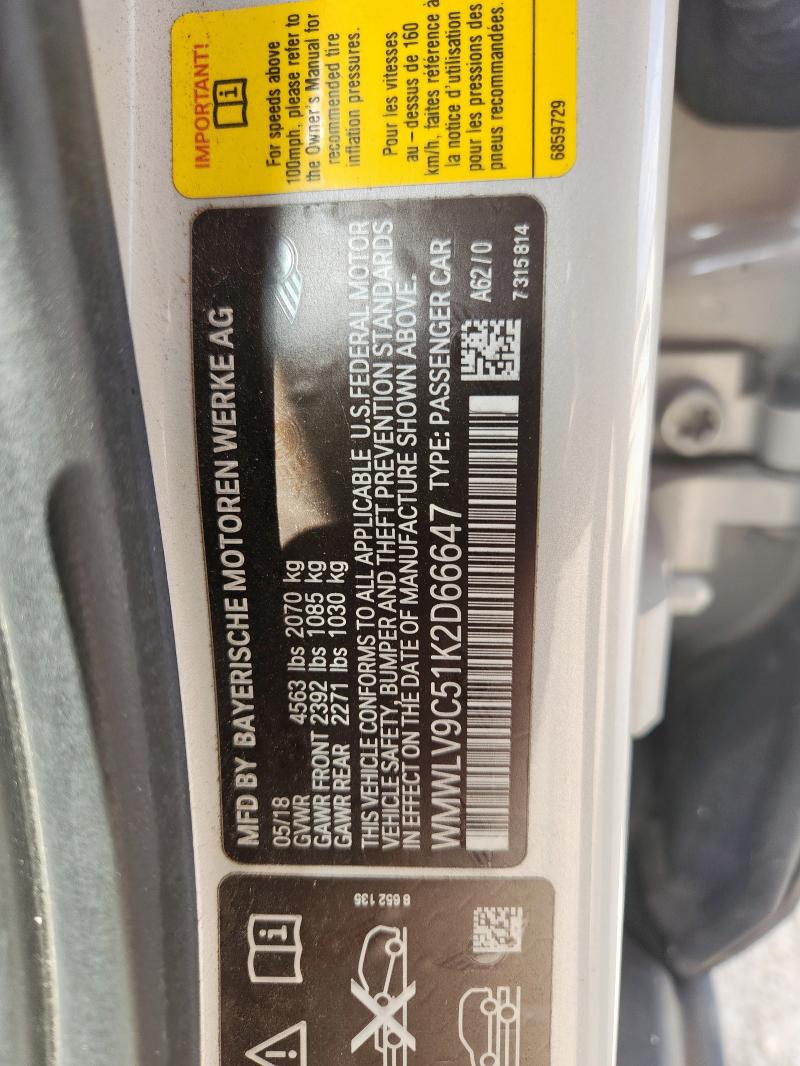 IMPORTANT!
For speeds above
100mph, please refer to
the Owner's Manual for
recommended tire
inflation pressures.
Pour les vitesses
au-dessus de 160
km/h, faites référence à
la notice d'utilisation
pour les pressions des
pneus recommandées.
6859729
MFD BY BAYERISCHE MOTOREN WERKE AG
05/18
GVWR 4563 lbs 2070 kg
GAWR FRONT 2392 lbs 1085 kg
GAWR REAR 2271 lbs 1030 kg
THIS VEHICLE CONFORMS TO ALL APPLICABLE U.S.FEDERAL MOTOR
VEHICLE SAFETY, BUMPER AND THEFT PREVENTION STANDARDS
IN EFFECT ON THE DATE OF MANUFACTURE SHOWN ABOVE.
WMWLV9C51K2D66647 TYPE: PASSENGER CAR
A62/0
7 315 814
8 652 135